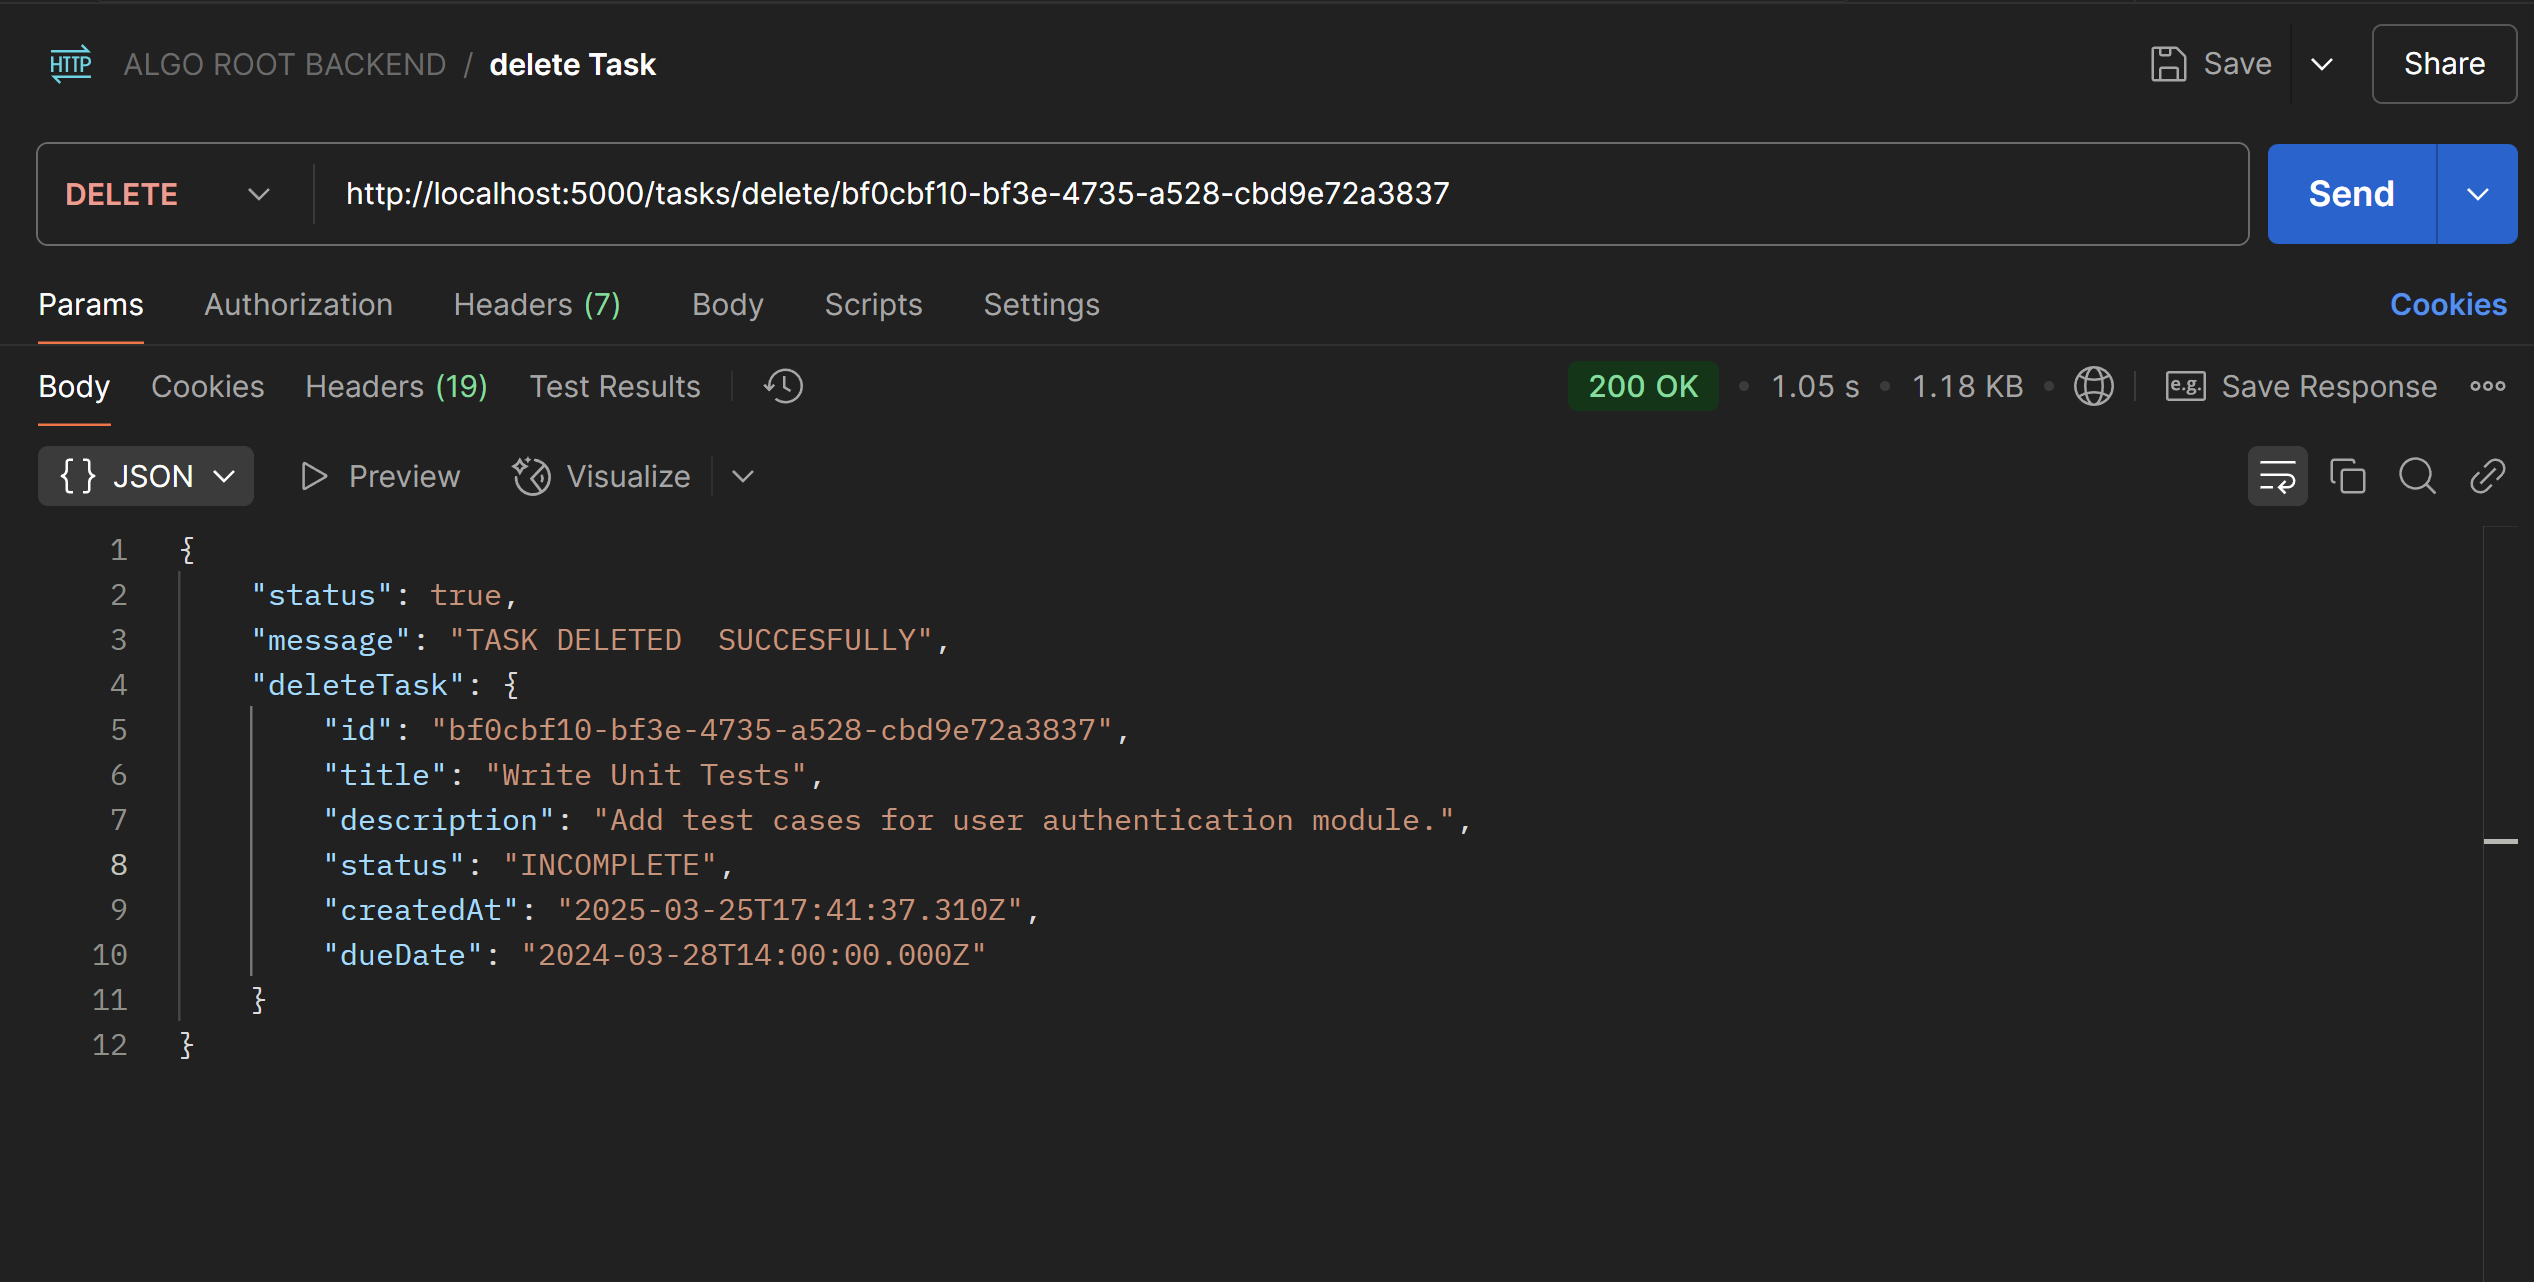 HTTP ALGO ROOT BACKEND / delete Task Save Share
DELETE http://localhost:5000/tasks/delete/bf0cbf10-bf3e-4735-a528-cbd9e72a3837 Send
Params Authorization Headers (7) Body Scripts Settings Cookies
Body Cookies Headers (19) Test Results 200 OK • 1.05 s • 1.18 KB • e.g. Save Response
{ } JSON Preview Visualize
1 {
2 "status": true,
3 "message": "TASK DELETED  SUCCESFULLY",
4 "deleteTask": {
5 "id": "bf0cbf10-bf3e-4735-a528-cbd9e72a3837",
6 "title": "Write Unit Tests",
7 "description": "Add test cases for user authentication module.",
8 "status": "INCOMPLETE",
9 "createdAt": "2025-03-25T17:41:37.310Z",
10 "dueDate": "2024-03-28T14:00:00.000Z"
11 }
12 }